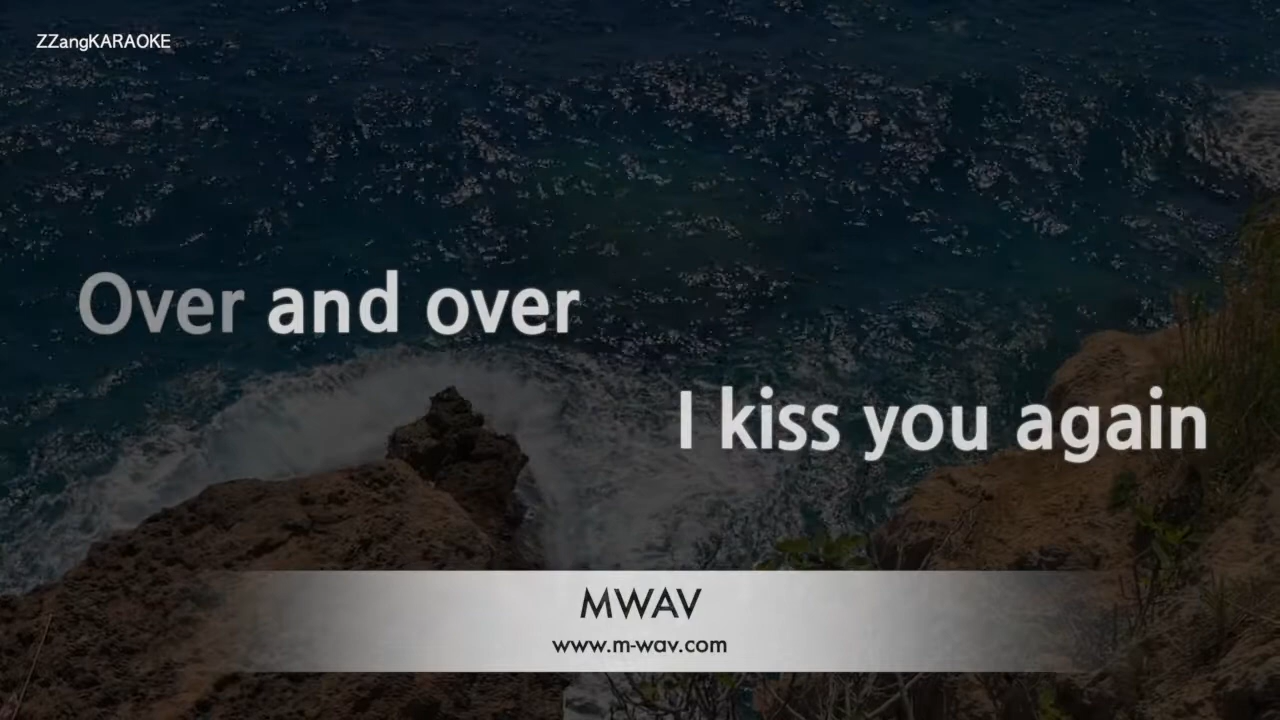 ZZangKARAOKE
Over and over
I kiss you again
MWAV
www.m-wav.com